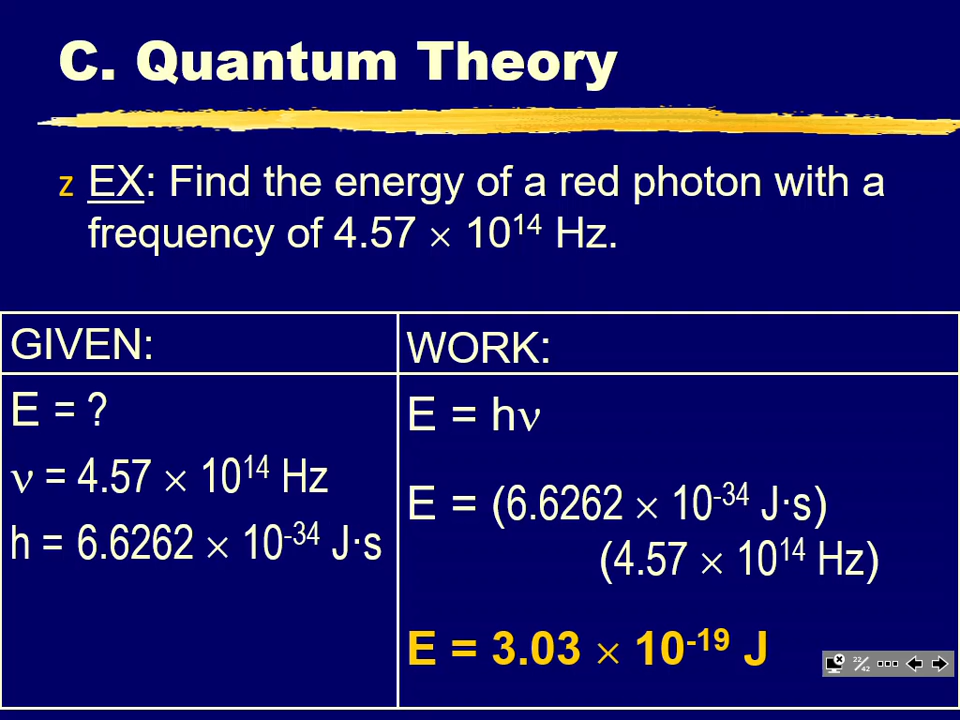 C. Quantum Theory
z EX: Find the energy of a red photon with a
frequency of 4.57 × 10¹⁴ Hz.
GIVEN:
E = ?
ν = 4.57 × 10¹⁴ Hz
h = 6.6262 × 10⁻³⁴ J·s
WORK:
E = hν
E = (6.6262 × 10⁻³⁴ J·s)
(4.57 × 10¹⁴ Hz)
E = 3.03 × 10⁻¹⁹ J
22/42